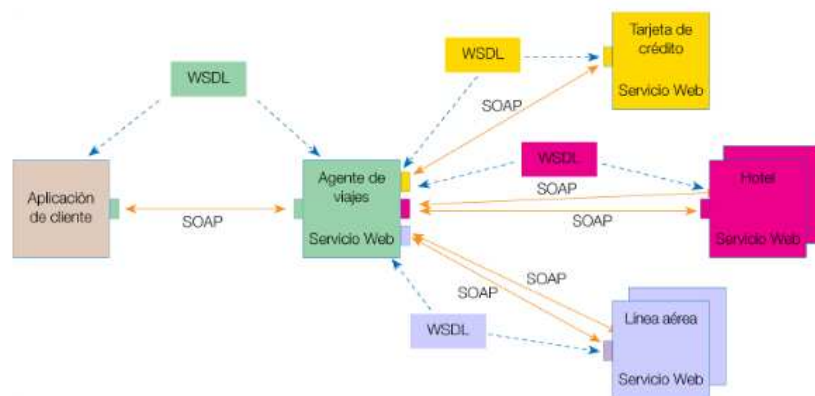 Tarjeta de
crédito
WSDL
WSDL
Servicio Web
SOAP
WSDL
Agente de
viajes
Hotel
Aplicación
de cliente
SOAP
SOAP
SOAP
Servicio Web
Servicio Web
SOAP
SOAP
Línea aérea
WSDL
Servicio Web